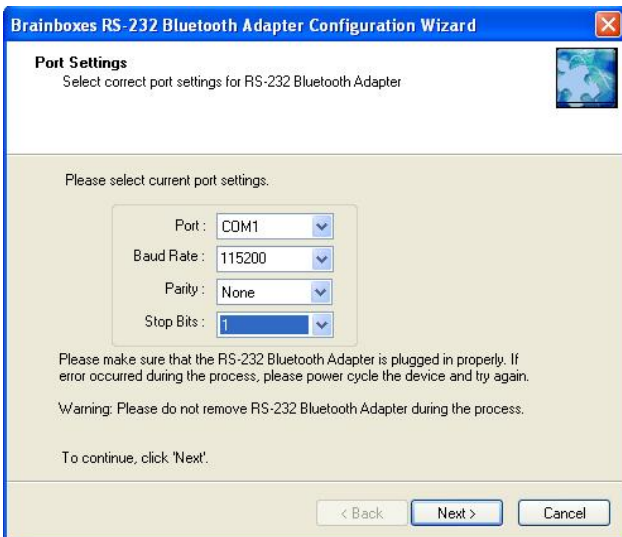 Brainboxes RS-232 Bluetooth Adapter Configuration Wizard
Port Settings
Select correct port settings for RS-232 Bluetooth Adapter
Please select current port settings.
Port : COM1
Baud Rate : 115200
Parity : None
Stop Bits : 1
Please make sure that the RS-232 Bluetooth Adapter is plugged in properly. If
error occurred during the process, please power cycle the device and try again.
Warning: Please do not remove RS-232 Bluetooth Adapter during the process.
To continue, click 'Next'.
< Back Next > Cancel